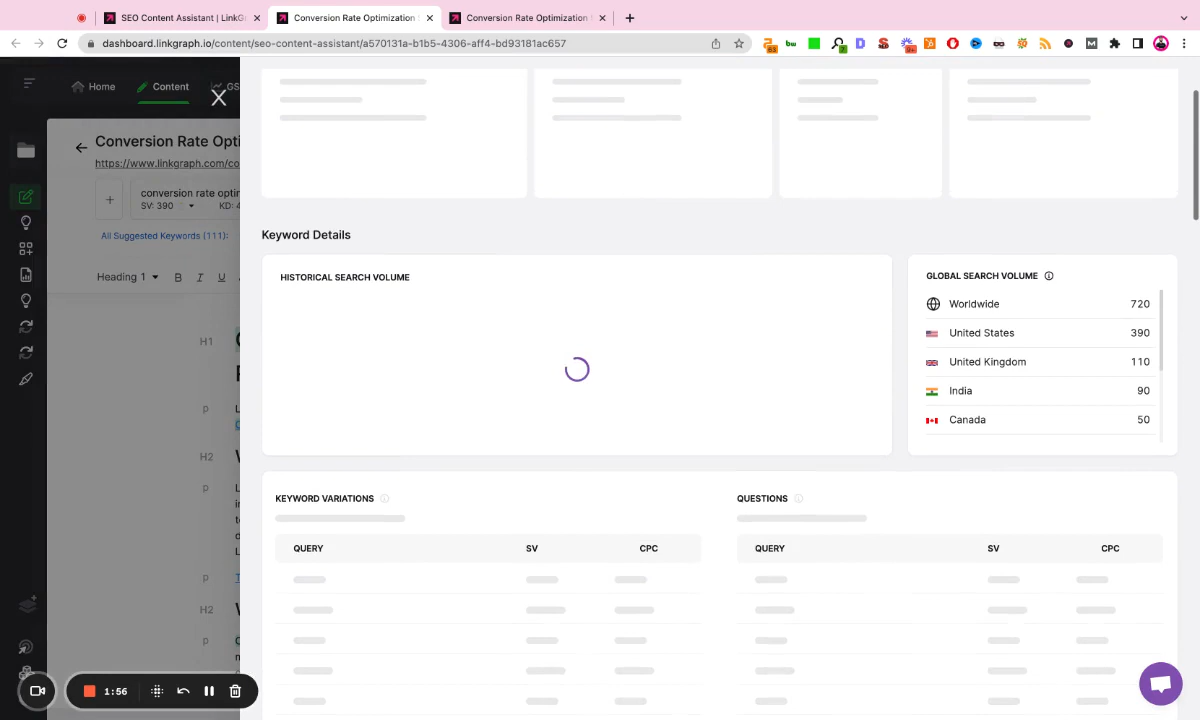 SEO Content Assistant | LinkGr
Conversion Rate Optimization
Conversion Rate Optimization
dashboard.linkgraph.io/content/seo-content-assistant/a570131a-b1b5-4306-aff4-bd93181ac657
Home
Content
GS
X
Conversion Rate Opti
https://www.linkgraph.com/co
conversion rate optin
SV: 390
KD: 4
All Suggested Keywords (111):
Heading 1
B I U
H1
p
H2
p
p
H2
p
1:56
Keyword Details
HISTORICAL SEARCH VOLUME
GLOBAL SEARCH VOLUME
Worldwide 720
United States 390
United Kingdom 110
India 90
Canada 50
KEYWORD VARIATIONS
QUERY SV CPC
QUESTIONS
QUERY SV CPC